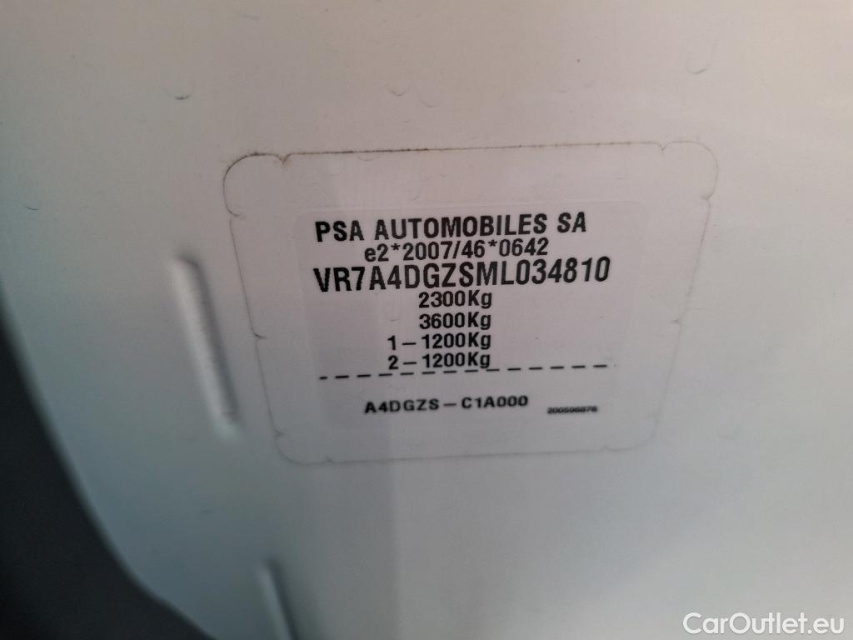 PSA AUTOMOBILES SA
e2*2007/46*0642
VR7A4DGZSML034810
2300Kg
3600Kg
1-1200Kg
2-1200Kg
A4DGZS-C1A000
CarOutlet.eu